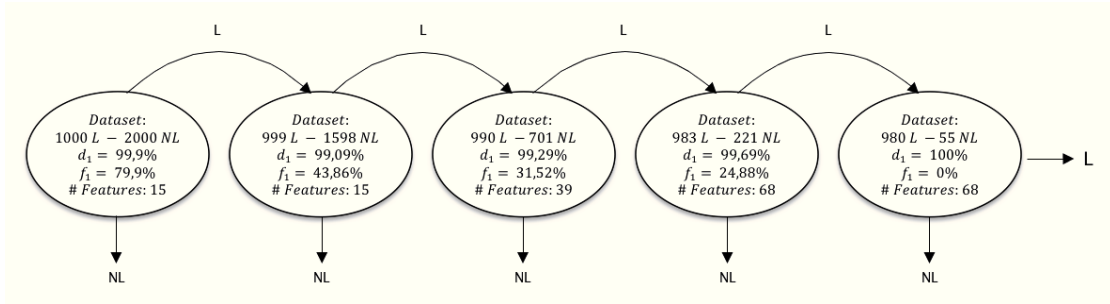 L
L
L
L
Dataset:
1000 L − 2000 NL
d₁ = 99,9%
f₁ = 79,9%
# Features: 15
Dataset:
999 L − 1598 NL
d₁ = 99,09%
f₁ = 43,86%
# Features: 15
Dataset:
990 L −701 NL
d₁ = 99,29%
f₁ = 31,52%
# Features: 39
Dataset:
983 L − 221 NL
d₁ = 99,69%
f₁ = 24,88%
# Features: 68
Dataset:
980 L −55 NL
d₁ = 100%
f₁ = 0%
# Features: 68
L
NL
NL
NL
NL
NL